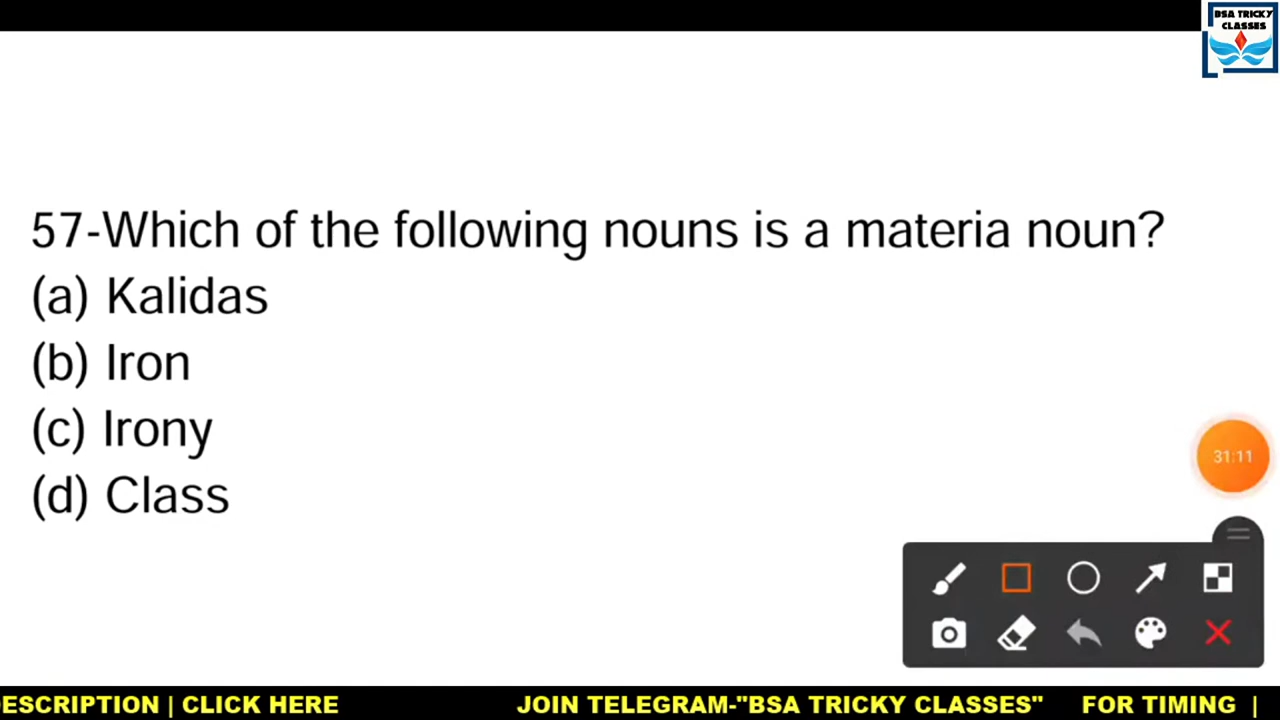 BSA TRICKY
CLASSES
57-Which of the following nouns is a materia noun?
(a) Kalidas
(b) Iron
(c) Irony
(d) Class
31:11
ESCRIPTION | CLICK HERE JOIN TELEGRAM-"BSA TRICKY CLASSES" FOR TIMING |